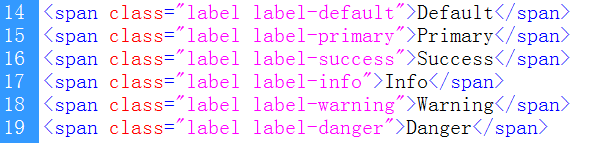 14 <span class="label label-default">Default</span>
15 <span class="label label-primary">Primary</span>
16 <span class="label label-success">Success</span>
17 <span class="label label-info">Info</span>
18 <span class="label label-warning">Warning</span>
19 <span class="label label-danger">Danger</span>